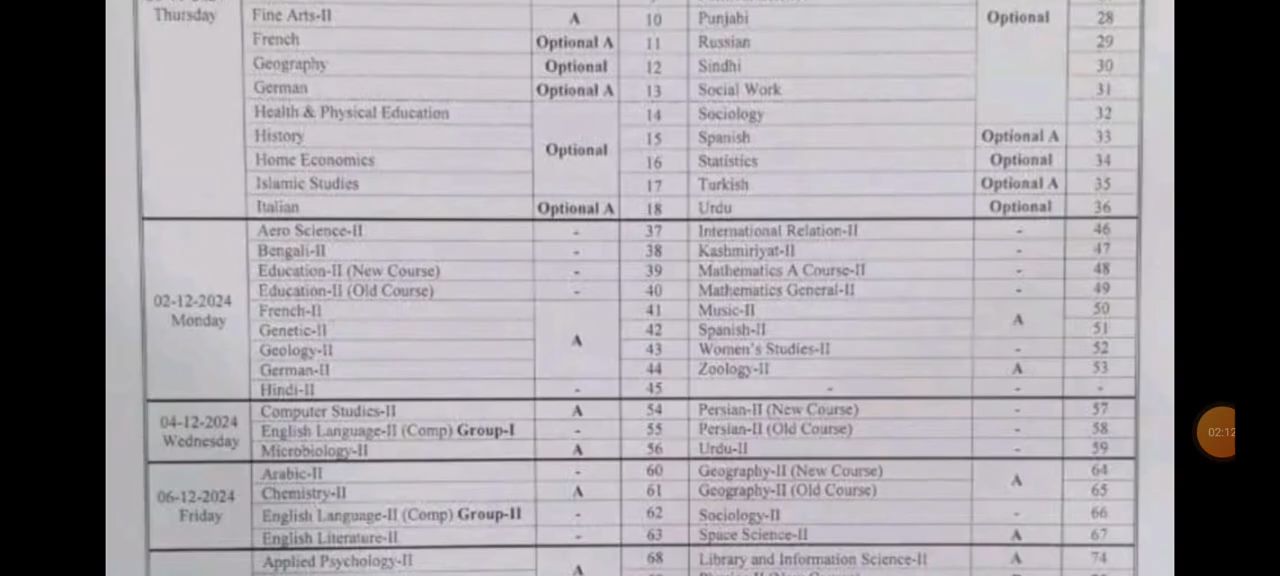 Thursday
Fine Arts-II A 10 Punjabi Optional 28
French Optional A 11 Russian 29
Geography Optional 12 Sindhi 30
German Optional A 13 Social Work 31
Health & Physical Education 14 Sociology 32
History Optional 15 Spanish Optional A 33
Home Economics 16 Statistics Optional 34
Islamic Studies 17 Turkish Optional A 35
Italian Optional A 18 Urdu Optional 36
02-12-2024 Monday
Aero Science-II - 37 International Relation-II - 46
Bengali-II - 38 Kashmiriyat-II - 47
Education-II (New Course) - 39 Mathematics A Course-II - 48
Education-II (Old Course) - 40 Mathematics General-II - 49
French-II A 41 Music-II A 50
Genetic-II 42 Spanish-II 51
Geology-II 43 Women's Studies-II - 52
German-II 44 Zoology-II A 53
Hindi-II - 45 - - -
04-12-2024 Wednesday
Computer Studies-II A 54 Persian-II (New Course) - 57
English Language-II (Comp) Group-I - 55 Persian-II (Old Course) - 58
Microbiology-II A 56 Urdu-II - 59
06-12-2024 Friday
Arabic-II - 60 Geography-II (New Course) A 64
Chemistry-II A 61 Geography-II (Old Course) 65
English Language-II (Comp) Group-II - 62 Sociology-II - 66
English Literature-II - 63 Space Science-II A 67
Applied Psychology-II A 68 Library and Information Science-II A 74
02:12